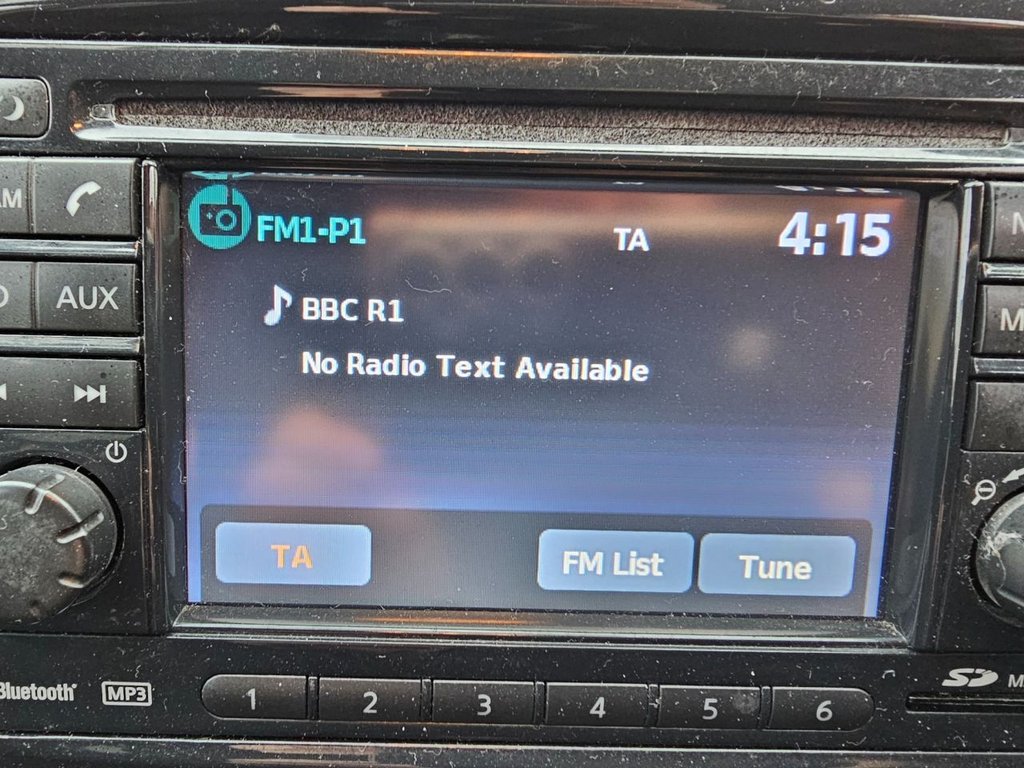 FM1-P1 TA 4:15
AUX
BBC R1
No Radio Text Available
TA FM List Tune
Bluetooth MP3 1 2 3 4 5 6 SD